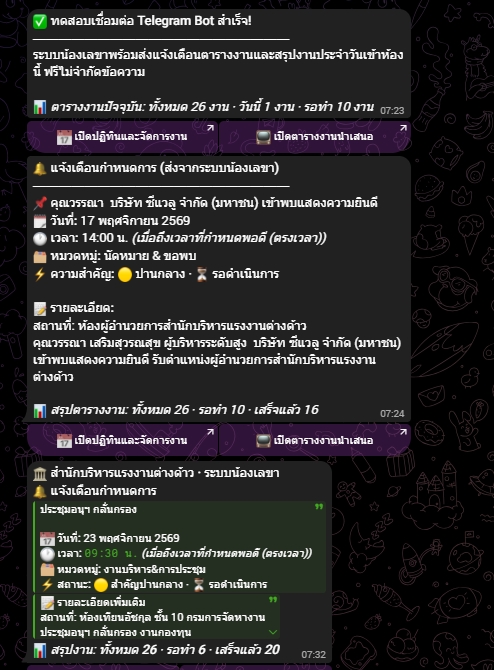 ✅ ทดสอบเชื่อมต่อ Telegram Bot สำเร็จ!
ระบบน้องเลขาพร้อมส่งแจ้งเตือนตารางงานและสรุปงานประจำวันเข้าห้อง
นี้ ฟรีไม่จำกัดข้อความ
📊 ตารางงานปัจจุบัน: ทั้งหมด 26 งาน · วันนี้ 1 งาน · รอทำ 10 งาน 07:23
📅 เปิดปฏิทินและจัดการงาน
📺 เปิดตารางงานนำเสนอ
🔔 แจ้งเตือนกำหนดการ (ส่งจากระบบน้องเลขา)
📌 คุณวรรณา บริษัท ซีแวลู จำกัด (มหาชน) เข้าพบแสดงความยินดี
🗓 วันที่: 17 พฤศจิกายน 2569
🕐 เวลา: 14:00 น. (เมื่อถึงเวลาที่กำหนดพอดี (ตรงเวลา))
📁 หมวดหมู่: นัดหมาย & ขอพบ
⚡ ความสำคัญ: 🟡 ปานกลาง · ⏳ รอดำเนินการ
📝 รายละเอียด:
สถานที่: ห้องผู้อำนวยการสำนักบริหารแรงงานต่างด้าว
คุณวรรณา เสริมสุวรณสุข ผู้บริหารระดับสูง บริษัท ซีแวลู จำกัด (มหาชน)
เข้าพบแสดงความยินดี รับตำแหน่งผู้อำนวยการสำนักบริหารแรงงาน
ต่างด้าว
📊 สรุปตารางงาน: ทั้งหมด 26 · รอทำ 10 · เสร็จแล้ว 16 07:24
📅 เปิดปฏิทินและจัดการงาน
📺 เปิดตารางงานนำเสนอ
🏛 สำนักบริหารแรงงานต่างด้าว · ระบบเลขา
🔔 แจ้งเตือนกำหนดการ
ประชุมอนุฯ กลั่นกรอง
📅 วันที่: 23 พฤศจิกายน 2569
🕐 เวลา: 09:30 น. (เมื่อถึงเวลาที่กำหนดพอดี (ตรงเวลา))
📁 หมวดหมู่: งานบริหาร&การประชุม
⚡ สถานะ: 🟡 สำคัญปานกลาง · ⏳ รอดำเนินการ
📝 รายละเอียดเพิ่มเติม
สถานที่: ห้องเทียนอัชกุล ชั้น 10 กรมการจัดหางาน
ประชุมอนุฯ กลั่นกรอง งานกองทุน
📊 สรุปงาน: ทั้งหมด 26 · รอทำ 6 · เสร็จแล้ว 20 07:32